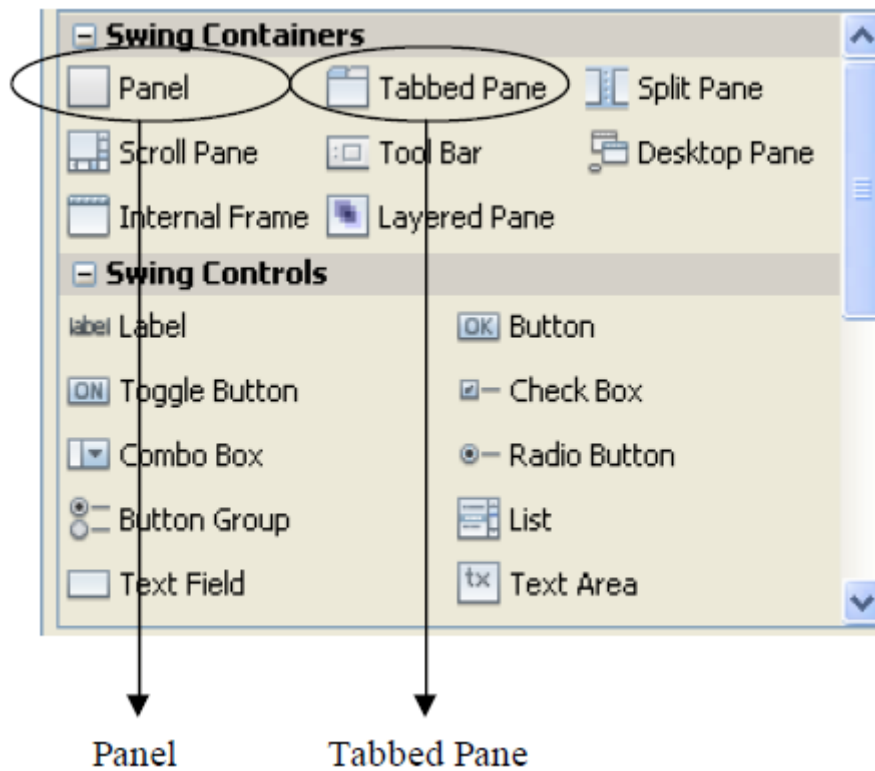 Swing Containers
Panel Tabbed Pane Split Pane
Scroll Pane Tool Bar Desktop Pane
Internal Frame Layered Pane
Swing Controls
label Label OK Button
ON Toggle Button Check Box
Combo Box Radio Button
Button Group List
Text Field tx Text Area
Panel Tabbed Pane